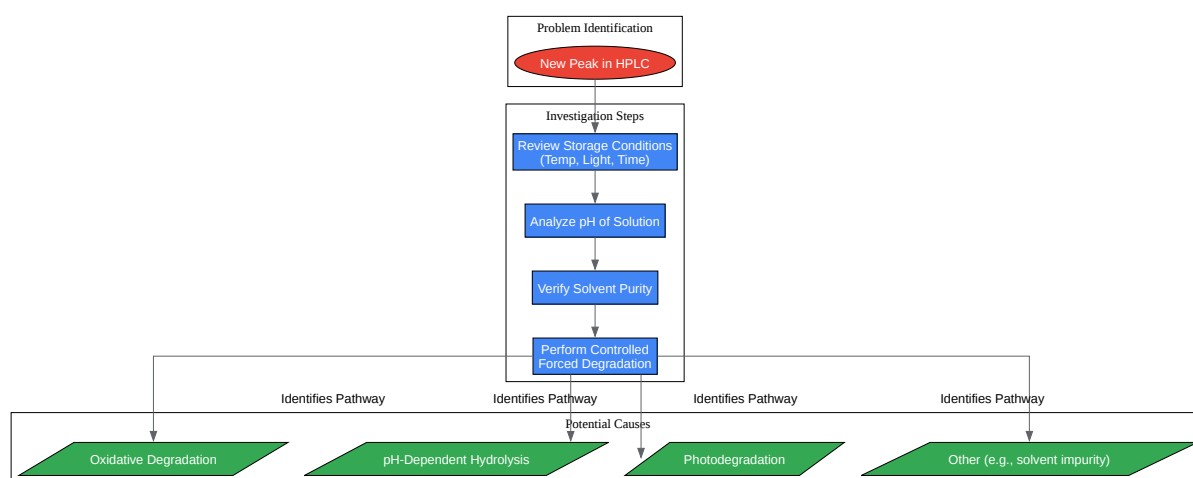 Problem Identification
New Peak in HPLC
Investigation Steps
Review Storage Conditions
(Temp, Light, Time)
Analyze pH of Solution
Verify Solvent Purity
Perform Controlled
Forced Degradation
Identifies Pathway
Identifies Pathway
Identifies Pathway
Identifies Pathway
Potential Causes
Oxidative Degradation
pH-Dependent Hydrolysis
Photodegradation
Other (e.g., solvent impurity)